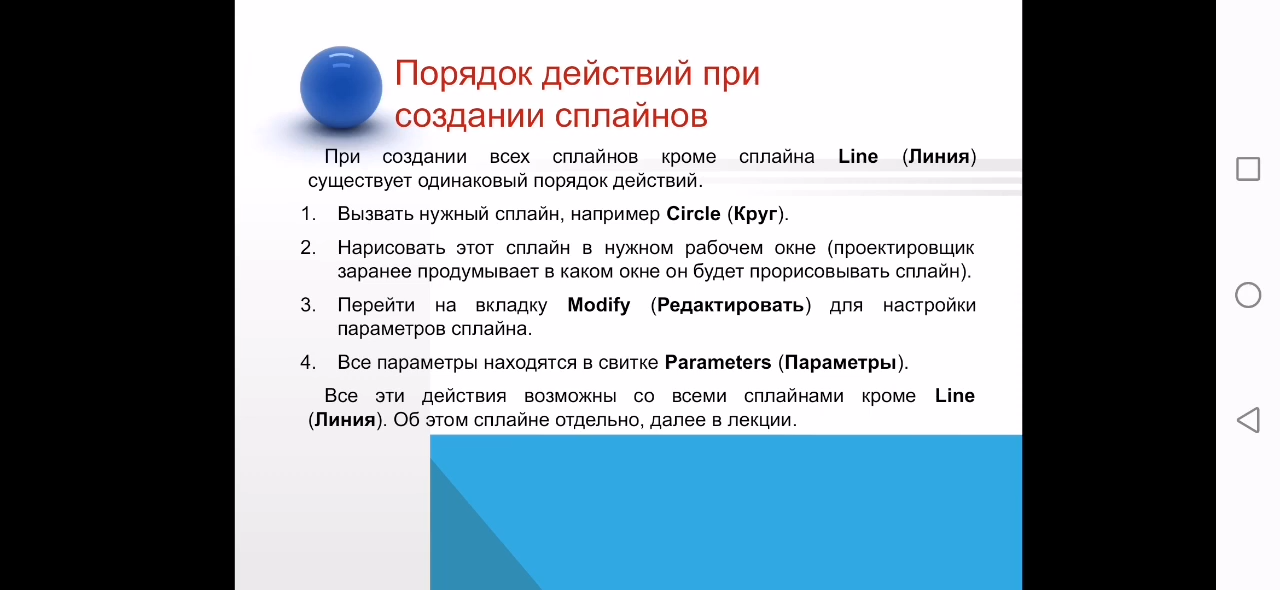 Порядок действий при
создании сплайнов
При создании всех сплайнов кроме сплайна Line (Линия)
существует одинаковый порядок действий.
1. Вызвать нужный сплайн, например Circle (Круг).
2. Нарисовать этот сплайн в нужном рабочем окне (проектировщик
заранее продумывает в каком окне он будет прорисовывать сплайн).
3. Перейти на вкладку Modify (Редактировать) для настройки
параметров сплайна.
4. Все параметры находятся в свитке Parameters (Параметры).
Все эти действия возможны со всеми сплайнами кроме Line
(Линия). Об этом сплайне отдельно, далее в лекции.